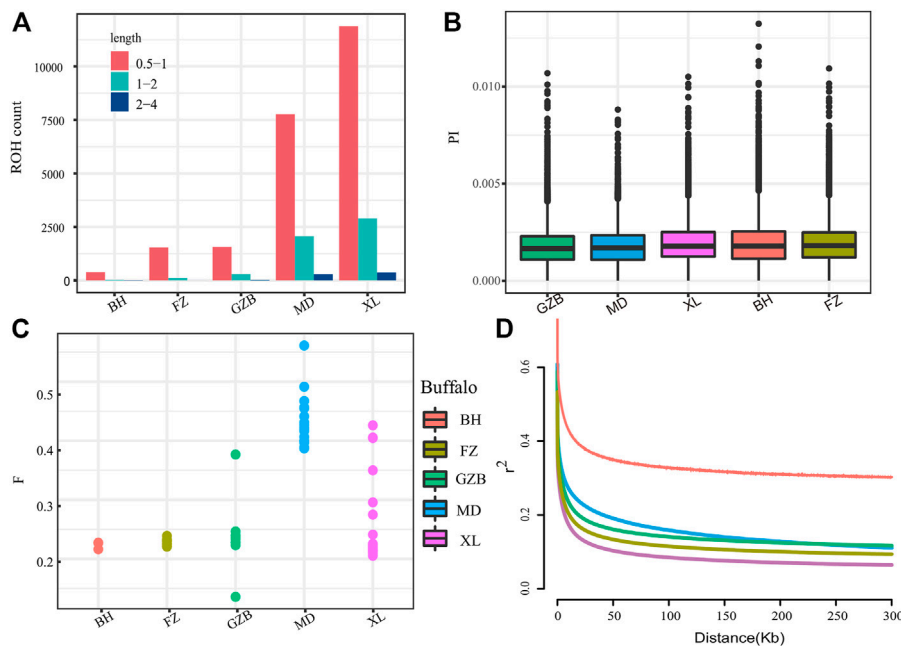 A
length
0.5−1
1−2
2−4
ROH count
10000
7500
5000
2500
0
BH
FZ
GZB
MD
XL
B
PI
0.010
0.005
0.000
GZB
MD
XL
BH
FZ
C
F
0.5
0.4
0.3
0.2
BH
FZ
GZB
MD
XL
Buffalo
BH
FZ
GZB
MD
XL
D
r²
0.6
0.4
0.2
0.0
0
50
100
150
200
250
300
Distance(Kb)